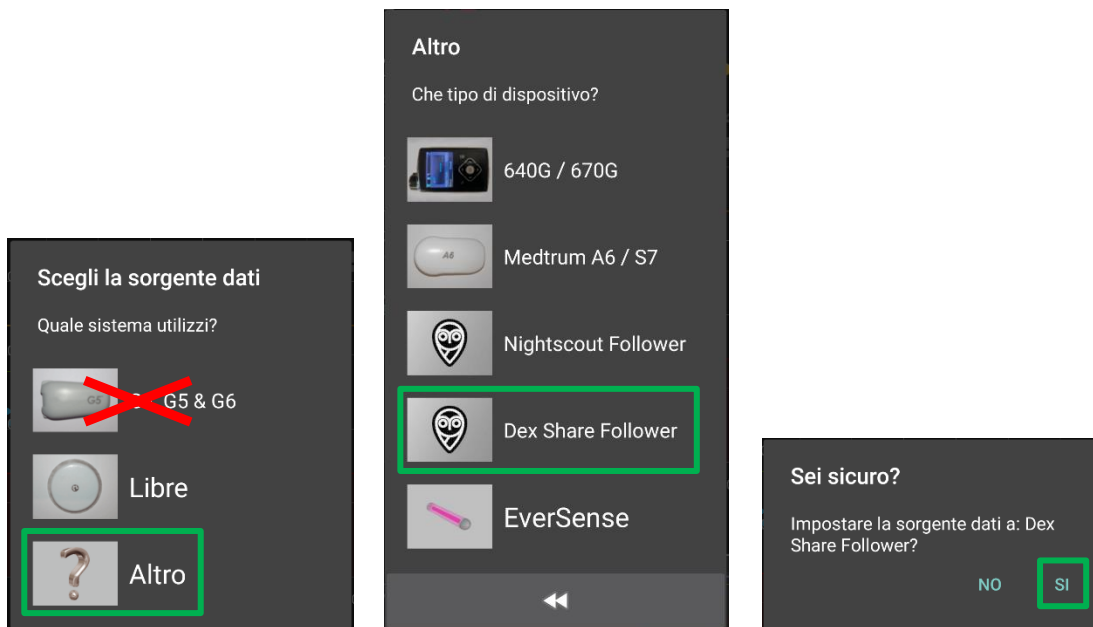 Scegli la sorgente dati
Quale sistema utilizzi?
G5
G5 & G6
Libre
Altro
Altro
Che tipo di dispositivo?
640G / 670G
A6
Medtrum A6 / S7
Nightscout Follower
Dex Share Follower
EverSense
Sei sicuro?
Impostare la sorgente dati a: Dex
Share Follower?
NO
SI